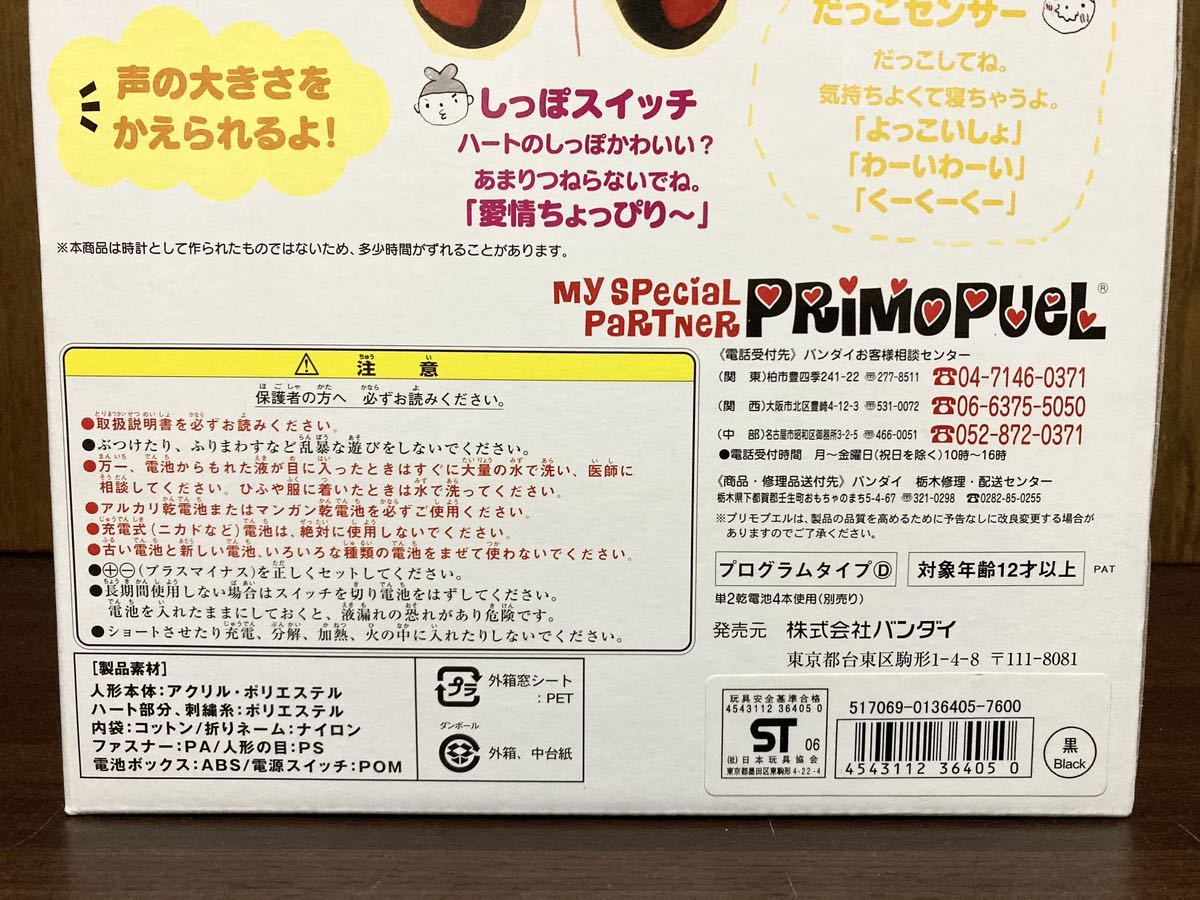 声の大きさを
かえられるよ!
しっぽスイッチ
ハートのしっぽかわいい?
あまりつねらないでね。
「愛情ちょっぴり〜」
だっこセンサー
だっこしてね。
気持ちよくて寝ちゃうよ。
「よっこいしょ」
「わーいわーい」
「くーくーくー」
※本商品は時計として作られたものではないため、多少時間がずれることがあります。
MY SPECIAL
PARTNER PRIMOPUEL®
⚠ 注意
保護者の方へ 必ずお読みください。
●取扱説明書を必ずお読みください。
●ぶつけたり、ふりまわすなど乱暴な遊びをしないでください。
●万一、電池からもれた液が目に入ったときはすぐに大量の水で洗い、医師に
相談してください。ひふや服に着いたときは水で洗ってください。
●アルカリ乾電池またはマンガン乾電池を必ずご使用ください。
●充電式(ニカドなど)電池は、絶対に使用しないでください。
●古い電池と新しい電池、いろいろな種類の電池をまぜて使わないでください。
●⊕⊖(プラスマイナス)を正しくセットしてください。
●長期間使用しない場合はスイッチを切り電池をはずしてください。
電池を入れたままにしておくと、液漏れの恐れがあり危険です。
●ショートさせたり充電、分解、加熱、火の中に入れたりしないでください。
[製品素材]
人形本体:アクリル・ポリエステル
ハート部分、刺繍糸:ポリエステル
内袋:コットン/折りネーム:ナイロン
ファスナー:PA/人形の目:PS
電池ボックス:ABS/電源スイッチ:POM
プラ
外箱窓シート
:PET
ダンボール
外箱、中台紙
《電話受付先》バンダイお客様相談センター
(関 東)柏市豊四季241-22 〠277-8511 ☎04-7146-0371
(関 西)大阪市北区豊崎4-12-3 〠531-0072 ☎06-6375-5050
(中 部)名古屋市昭和区御器所3-2-5 〠466-0051 ☎052-872-0371
●電話受付時間 月〜金曜日(祝日を除く)10時〜16時
《商品・修理品送付先》バンダイ 栃木修理・配送センター
栃木県下都賀郡壬生町おもちゃのまち5-4-67 〠321-0298 ☎0282-85-0255
※プリモプエルは、製品の品質を高めるために予告なしに改良変更する場合が
ありますのでご了承ください。
プログラムタイプⒹ
対象年齢12才以上
PAT
単2乾電池4本使用(別売り)
発売元 株式会社バンダイ
東京都台東区駒形1-4-8 〒111-8081
玩具安全基準合格
4543112 36405 0
ST 06
(社)日本玩具協会
東京都墨田区東駒形4-22-4
517069-0136405-7600
4 543112 364050
黒
Black